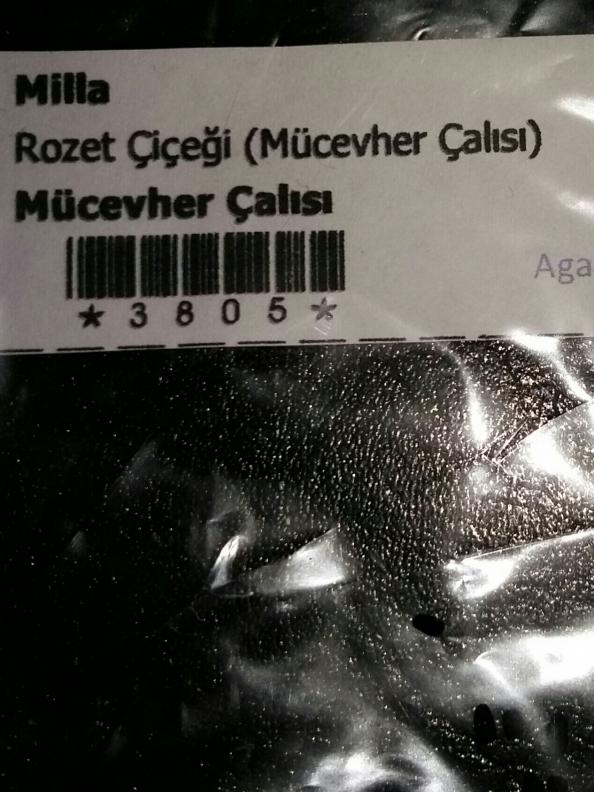 Milla
Rozet Çiçeği (Mücevher Çalısı)
Mücevher Çalısı
Aga
*3805*